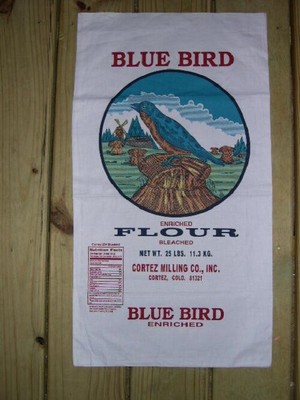 BLUE BIRD
ENRICHED
FLOUR
BLEACHED
NET WT. 25 LBS. 11.3 KG.
CORTEZ MILLING CO., INC.
CORTEZ, COLO. 81321
Nutrition Facts
BLUE BIRD
ENRICHED